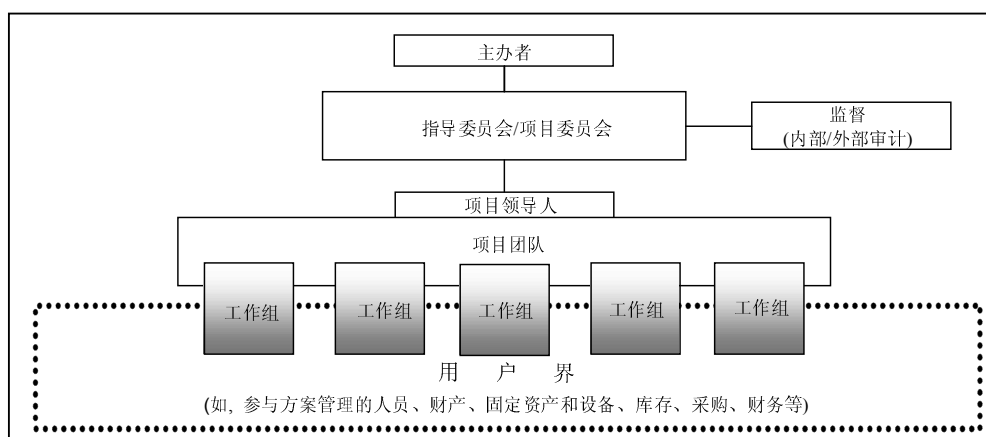 主办者
指导委员会/项目委员会
监督
(内部/外部审计)
项目领导人
项目团队
工作组
工作组
工作组
工作组
工作组
用 户 界
(如, 参与方案管理的人员、财产、固定资产和设备、库存、采购、财务等)